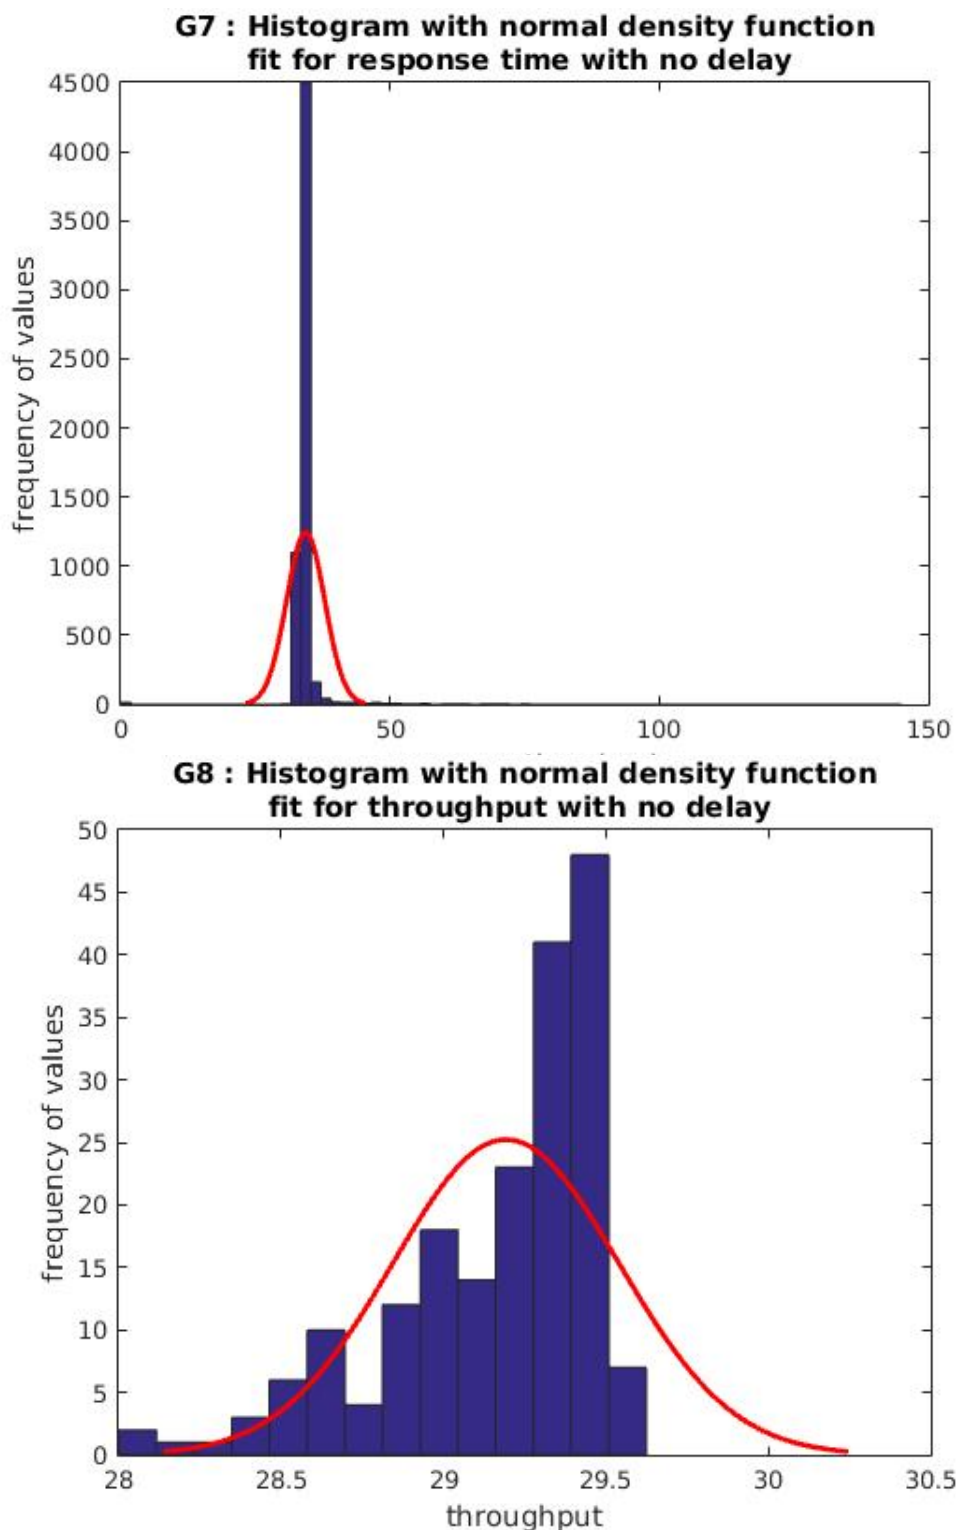 G7 : Histogram with normal density function
fit for response time with no delay
4500
4000
3500
3000
2500
2000
1500
1000
500
0
frequency of values
0 50 100 150
G8 : Histogram with normal density function
fit for throughput with no delay
50
45
40
35
30
25
20
15
10
5
0
frequency of values
28 28.5 29 29.5 30 30.5
throughput